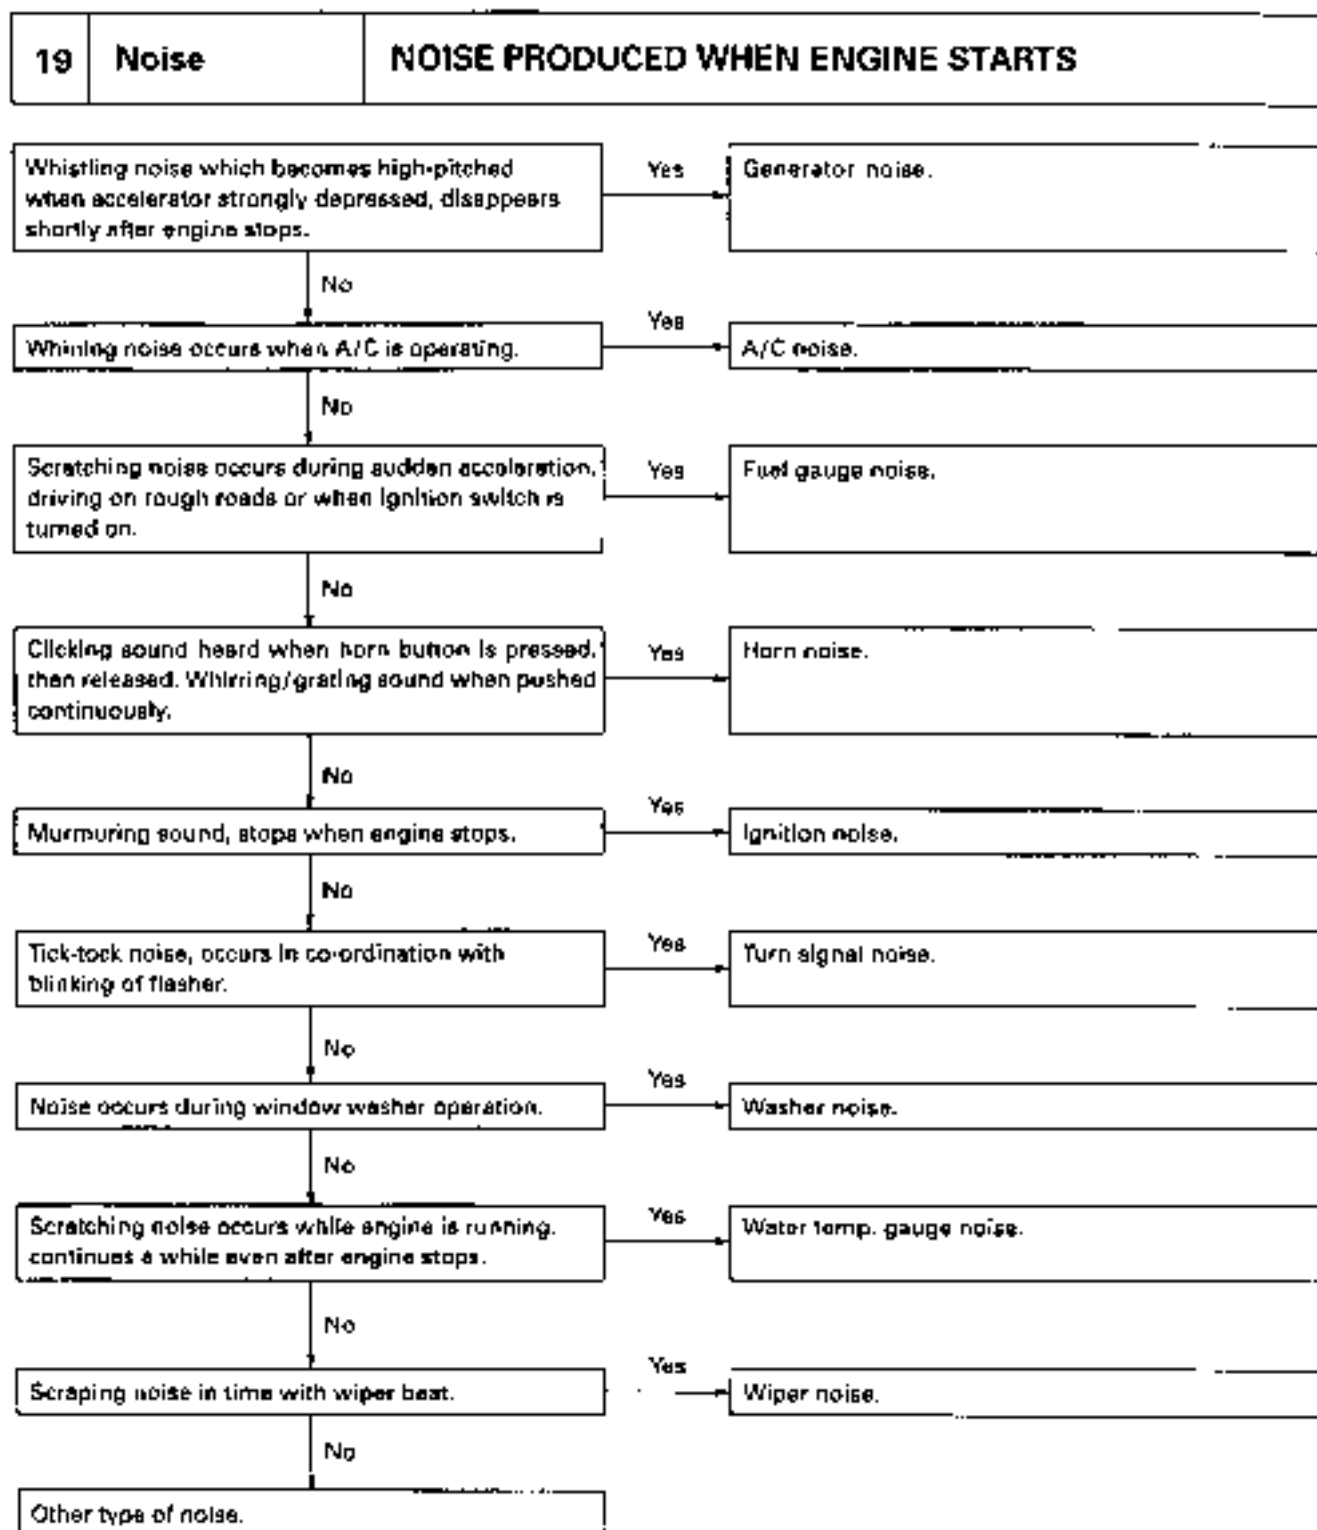 19 Noise NOISE PRODUCED WHEN ENGINE STARTS
Whistling noise which becomes high-pitched
when accelerator strongly depressed, disappears
shortly after engine stops.
Yes
Generator noise.
No
Whining noise occurs when A/C is operating.
Yes
A/C noise.
No
Scratching noise occurs during sudden acceleration,
driving on rough roads or when ignition switch is
turned on.
Yes
Fuel gauge noise.
No
Clicking sound heard when horn button is pressed,
then released. Whirring/grating sound when pushed
continuously.
Yes
Horn noise.
No
Murmuring sound, stops when engine stops.
Yes
Ignition noise.
No
Tick-tock noise, occurs in co-ordination with
blinking of flasher.
Yes
Turn signal noise.
No
Noise occurs during window washer operation.
Yes
Washer noise.
No
Scratching noise occurs while engine is running,
continues a while even after engine stops.
Yes
Water temp. gauge noise.
No
Scraping noise in time with wiper beat.
Yes
Wiper noise.
No
Other type of noise.